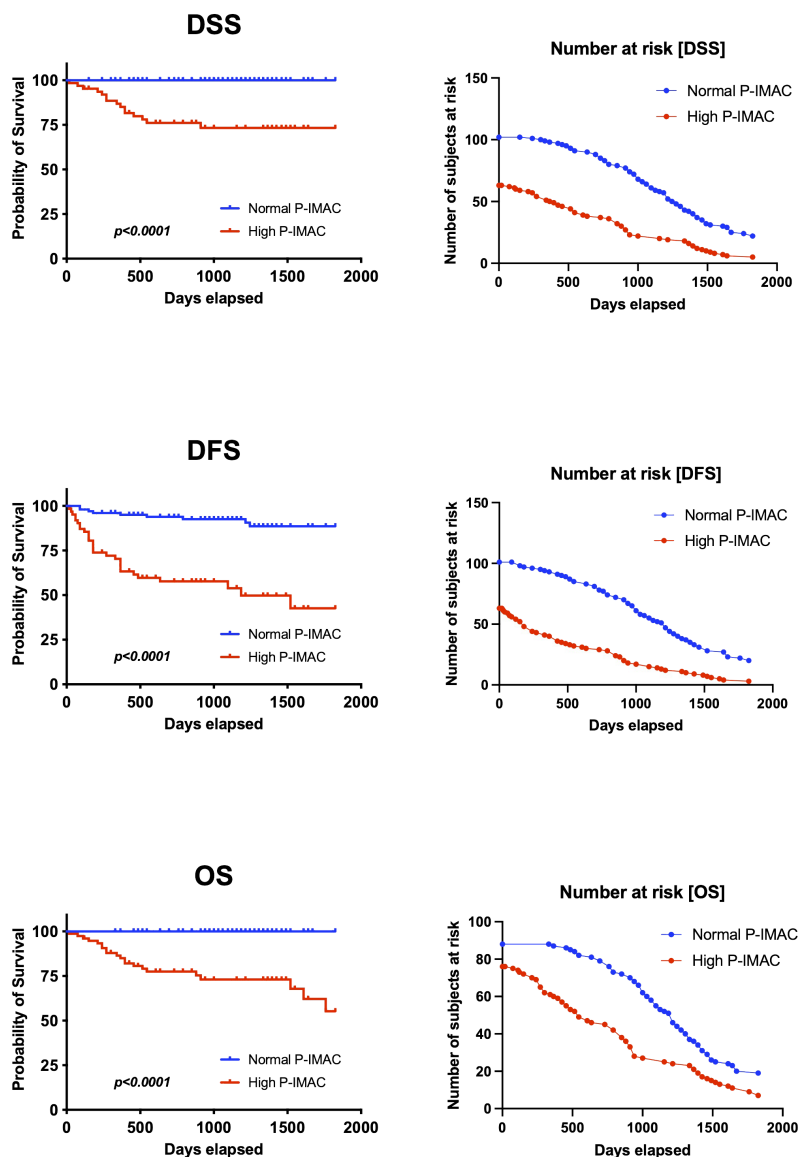 DSS
Probability of Survival
100
75
50
25
0
Normal P-IMAC
High P-IMAC
p<0.0001
0 500 1000 1500 2000
Days elapsed
Number at risk [DSS]
Number of subjects at risk
150
100
50
0
Normal P-IMAC
High P-IMAC
0 500 1000 1500 2000
Days elapsed
DFS
Probability of Survival
100
75
50
25
0
Normal P-IMAC
High P-IMAC
p<0.0001
0 500 1000 1500 2000
Days elapsed
Number at risk [DFS]
Number of subjects at risk
150
100
50
0
Normal P-IMAC
High P-IMAC
0 500 1000 1500 2000
Days elapsed
OS
Probability of Survival
100
75
50
25
0
Normal P-IMAC
High P-IMAC
p<0.0001
0 500 1000 1500 2000
Days elapsed
Number at risk [OS]
Number of subjects at risk
100
80
60
40
20
0
Normal P-IMAC
High P-IMAC
0 500 1000 1500 2000
Days elapsed